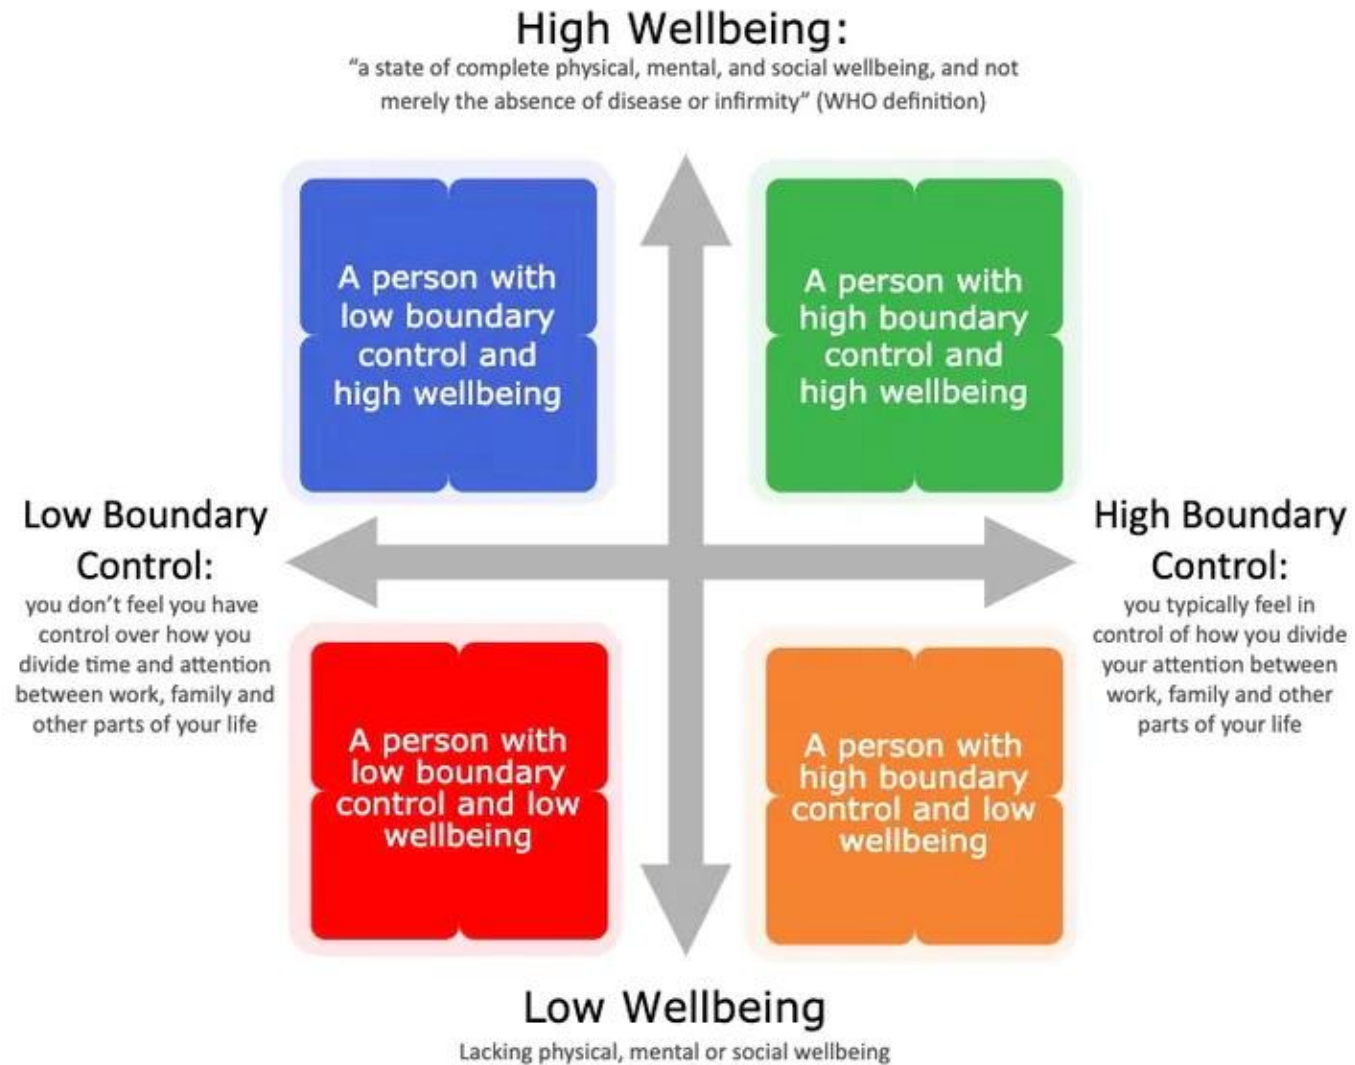 High Wellbeing:
“a state of complete physical, mental, and social wellbeing, and not
merely the absence of disease or infirmity” (WHO definition)
A person with
low boundary
control and
high wellbeing
A person with
high boundary
control and
high wellbeing
Low Boundary
Control:
you don’t feel you have
control over how you
divide time and attention
between work, family and
other parts of your life
High Boundary
Control:
you typically feel in
control of how you divide
your attention between
work, family and other
parts of your life
A person with
low boundary
control and low
wellbeing
A person with
high boundary
control and low
wellbeing
Low Wellbeing
Lacking physical, mental or social wellbeing